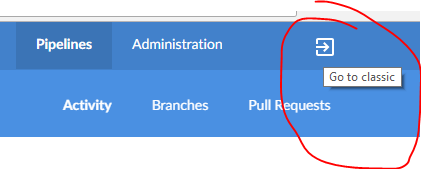 Pipelines Administration
Go to classic
Activity Branches Pull Requests